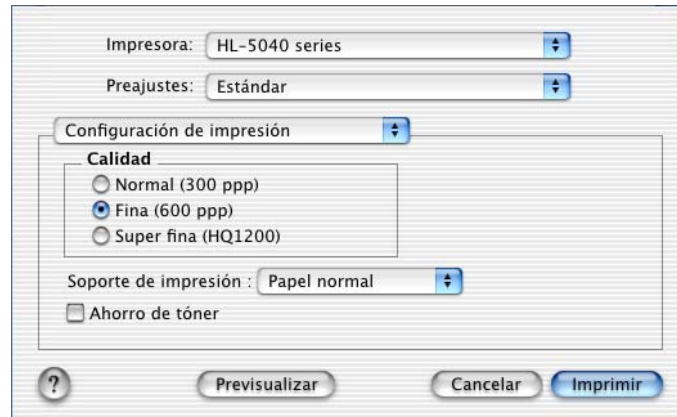 Impresora: HL-5040 series
Preajustes: Estándar
Configuración de impresión
Calidad
Normal (300 ppp)
Fina (600 ppp)
Super fina (HQ1200)
Soporte de impresión : Papel normal
Ahorro de tóner
? Previsualizar Cancelar Imprimir